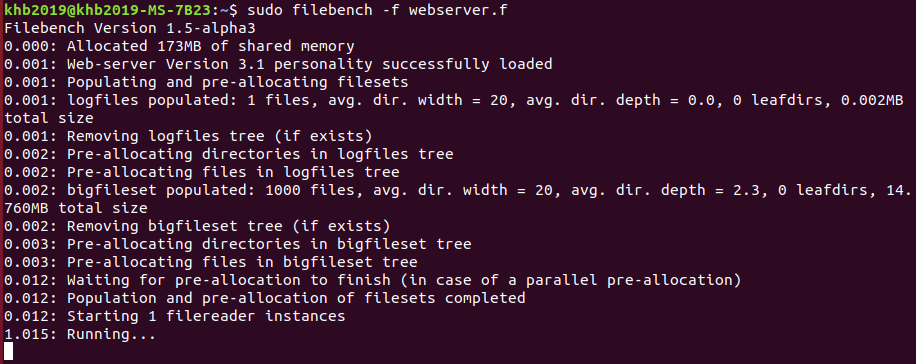 khb2019@khb2019-MS-7B23:~$ sudo filebench -f webserver.f
Filebench Version 1.5-alpha3
0.000: Allocated 173MB of shared memory
0.001: Web-server Version 3.1 personality successfully loaded
0.001: Populating and pre-allocating filesets
0.001: logfiles populated: 1 files, avg. dir. width = 20, avg. dir. depth = 0.0, 0 leafdirs, 0.002MB
total size
0.001: Removing logfiles tree (if exists)
0.002: Pre-allocating directories in logfiles tree
0.002: Pre-allocating files in logfiles tree
0.002: bigfileset populated: 1000 files, avg. dir. width = 20, avg. dir. depth = 2.3, 0 leafdirs, 14.
760MB total size
0.002: Removing bigfileset tree (if exists)
0.003: Pre-allocating directories in bigfileset tree
0.003: Pre-allocating files in bigfileset tree
0.012: Waiting for pre-allocation to finish (in case of a parallel pre-allocation)
0.012: Population and pre-allocation of filesets completed
0.012: Starting 1 filereader instances
1.015: Running...